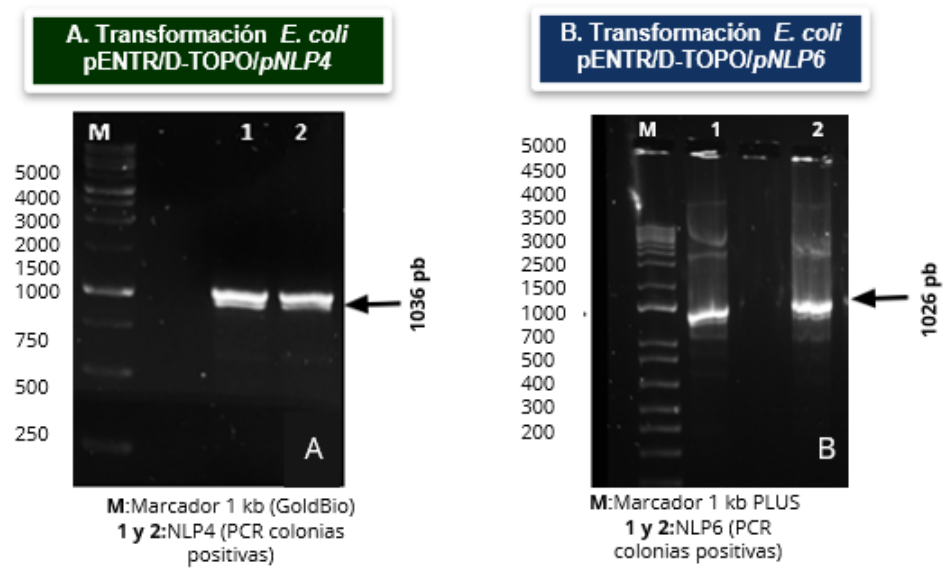 A. Transformación E. coli
pENTR/D-TOPO/pNLP4
M 1 2
5000
4000
3000
2000
1500
1000
750
500
250
1036 pb
A
M:Marcador 1 kb (GoldBio)
1 y 2:NLP4 (PCR colonias
positivas)
B. Transformación E. coli
pENTR/D-TOPO/pNLP6
M 1 2
5000
4500
4000
3500
3000
2500
1500
1000
700
500
400
300
200
1026 pb
B
M:Marcador 1 kb PLUS
1 y 2:NLP6 (PCR
colonias positivas)